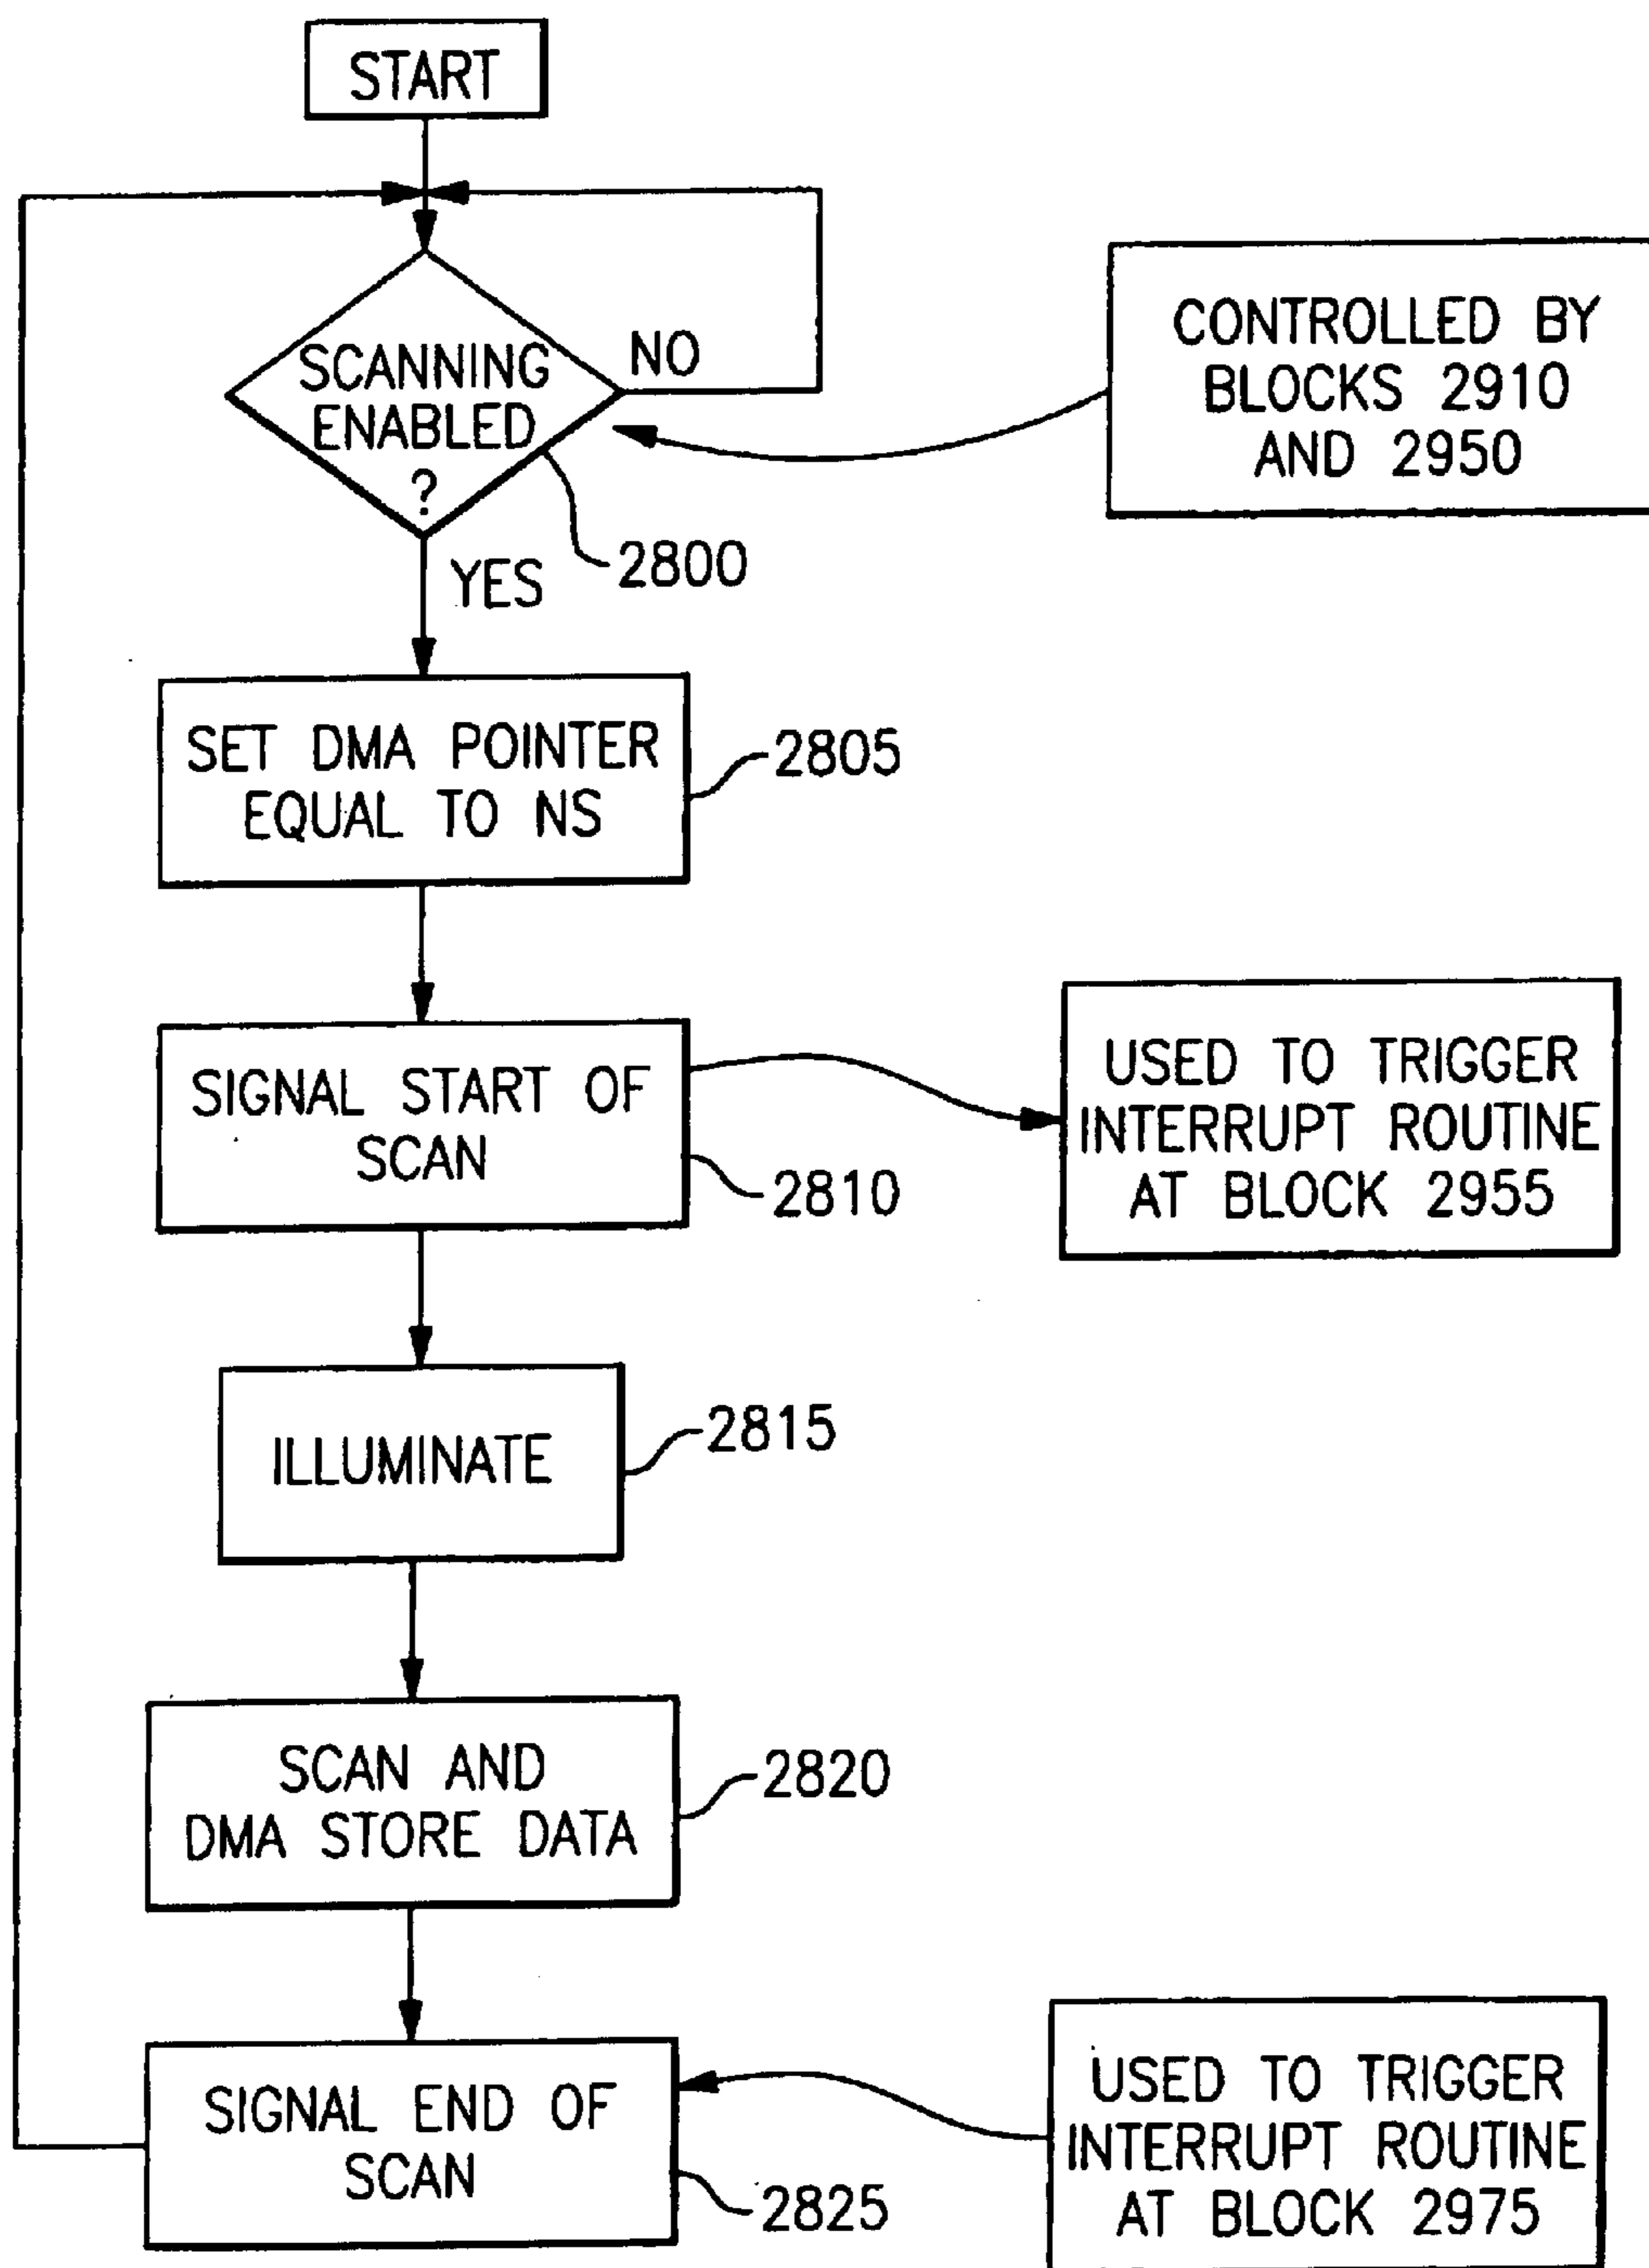 START
SCANNING
ENABLED
?
NO
YES
2800
CONTROLLED BY
BLOCKS 2910
AND 2950
SET DMA POINTER
EQUAL TO NS
2805
SIGNAL START OF
SCAN
2810
USED TO TRIGGER
INTERRUPT ROUTINE
AT BLOCK 2955
ILLUMINATE
2815
SCAN AND
DMA STORE DATA
2820
SIGNAL END OF
SCAN
2825
USED TO TRIGGER
INTERRUPT ROUTINE
AT BLOCK 2975